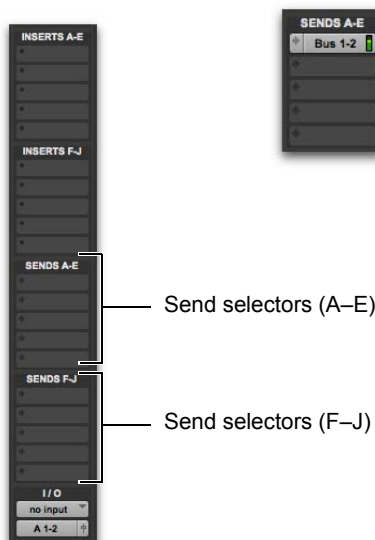 INSERTS A-E
INSERTS F-J
SENDS A-E
SENDS F-J
I / O
no input
A 1-2
SENDS A-E
Bus 1-2
Send selectors (A–E)
Send selectors (F–J)